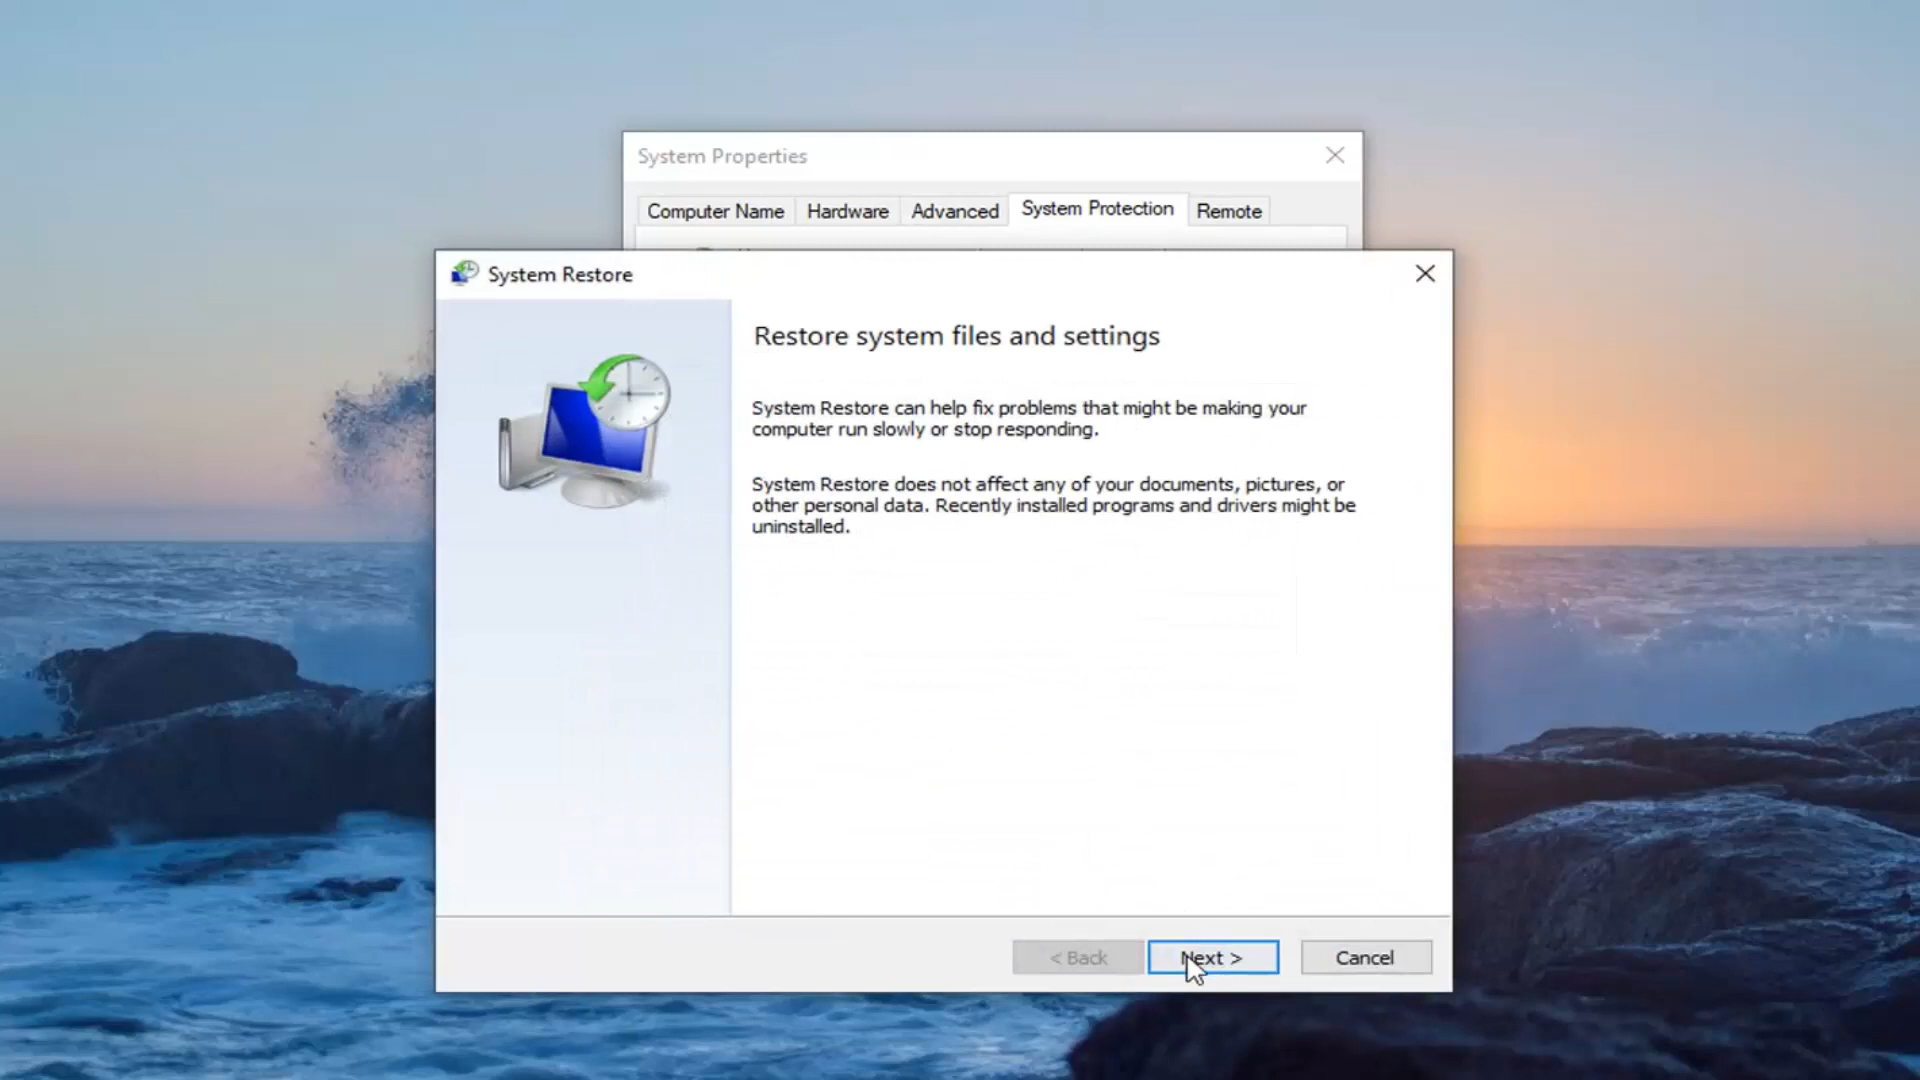 System Properties
Computer Name Hardware Advanced System Protection Remote
System Restore
Restore system files and settings
System Restore can help fix problems that might be making your
computer run slowly or stop responding.
System Restore does not affect any of your documents, pictures, or
other personal data. Recently installed programs and drivers might be
uninstalled.
< Back Next > Cancel